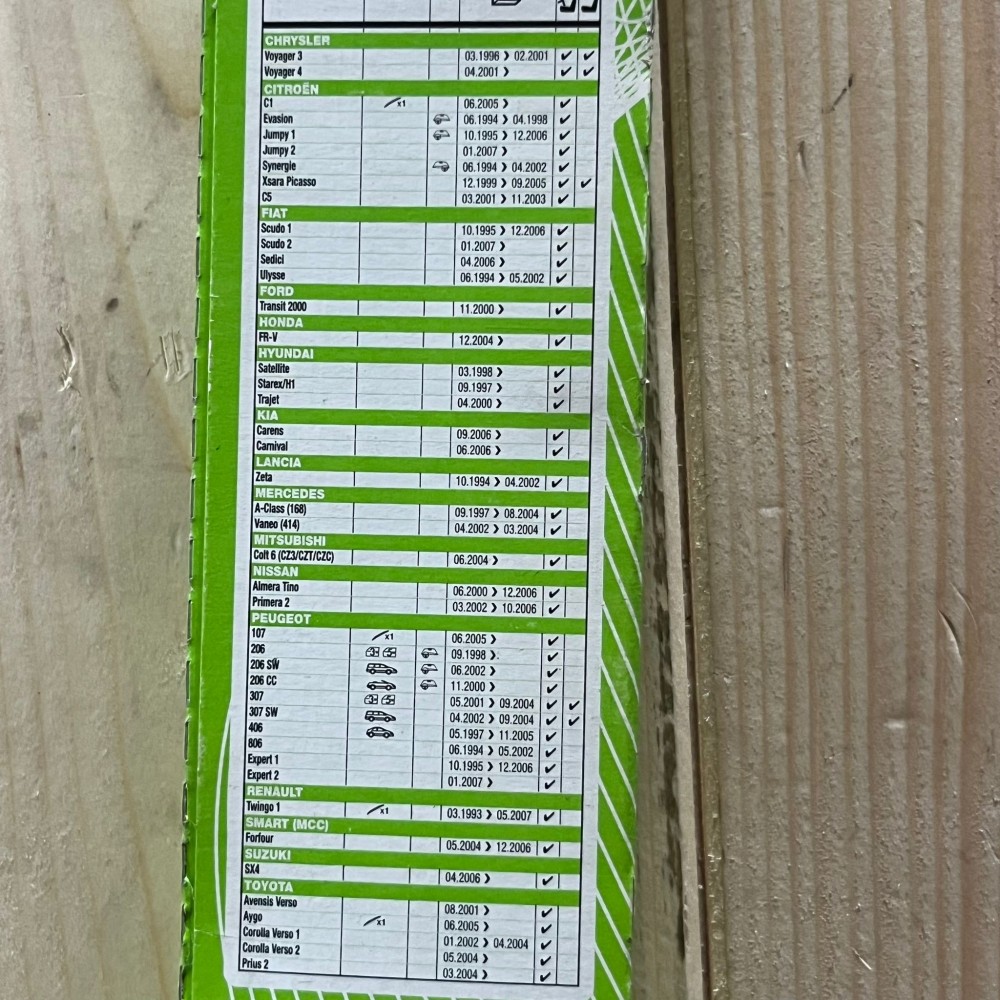 CHRYSLER
Voyager 3 03.1996 › 02.2001 ✓ ✓
Voyager 4 04.2001 › ✓ ✓
CITROËN
C1 x1 06.2005 › ✓
Evasion 06.1994 › 04.1998 ✓
Jumpy 1 10.1995 › 12.2006 ✓
Jumpy 2 01.2007 › ✓
Synergie 06.1994 › 04.2002 ✓
Xsara Picasso 12.1999 › 09.2005 ✓ ✓
C5 03.2001 › 11.2003 ✓
FIAT
Scudo 1 10.1995 › 12.2006 ✓
Scudo 2 01.2007 › ✓
Sedici 04.2006 › ✓
Ulysse 06.1994 › 05.2002 ✓
FORD
Transit 2000 11.2000 › ✓
HONDA
FR-V 12.2004 › ✓
HYUNDAI
Satellite 03.1998 › ✓
Starex/H1 09.1997 › ✓
Trajet 04.2000 › ✓
KIA
Carens 09.2006 › ✓
Carnival 06.2006 › ✓
LANCIA
Zeta 10.1994 › 04.2002 ✓
MERCEDES
A-Class (168) 09.1997 › 08.2004 ✓
Vaneo (414) 04.2002 › 03.2004 ✓
MITSUBISHI
Colt 6 (CZ3/CZT/CZC) 06.2004 › ✓
NISSAN
Almera Tino 06.2000 › 12.2006 ✓
Primera 2 03.2002 › 10.2006 ✓
PEUGEOT
107 x1 06.2005 › ✓
206 09.1998 › ✓
206 SW 06.2002 › ✓
206 CC 11.2000 › ✓
307 05.2001 › 09.2004 ✓ ✓
307 SW 04.2002 › 09.2004 ✓ ✓
406 05.1997 › 11.2005 ✓
806 06.1994 › 05.2002 ✓
Expert 1 10.1995 › 12.2006 ✓
Expert 2 01.2007 › ✓
RENAULT
Twingo 1 x1 03.1993 › 05.2007 ✓
SMART (MCC)
Forfour 05.2004 › 12.2006 ✓
SUZUKI
SX4 04.2006 › ✓
TOYOTA
Avensis Verso 08.2001 › ✓
Aygo x1 06.2005 › ✓
Corolla Verso 1 01.2002 › 04.2004 ✓
Corolla Verso 2 05.2004 › ✓
Prius 2 03.2004 › ✓